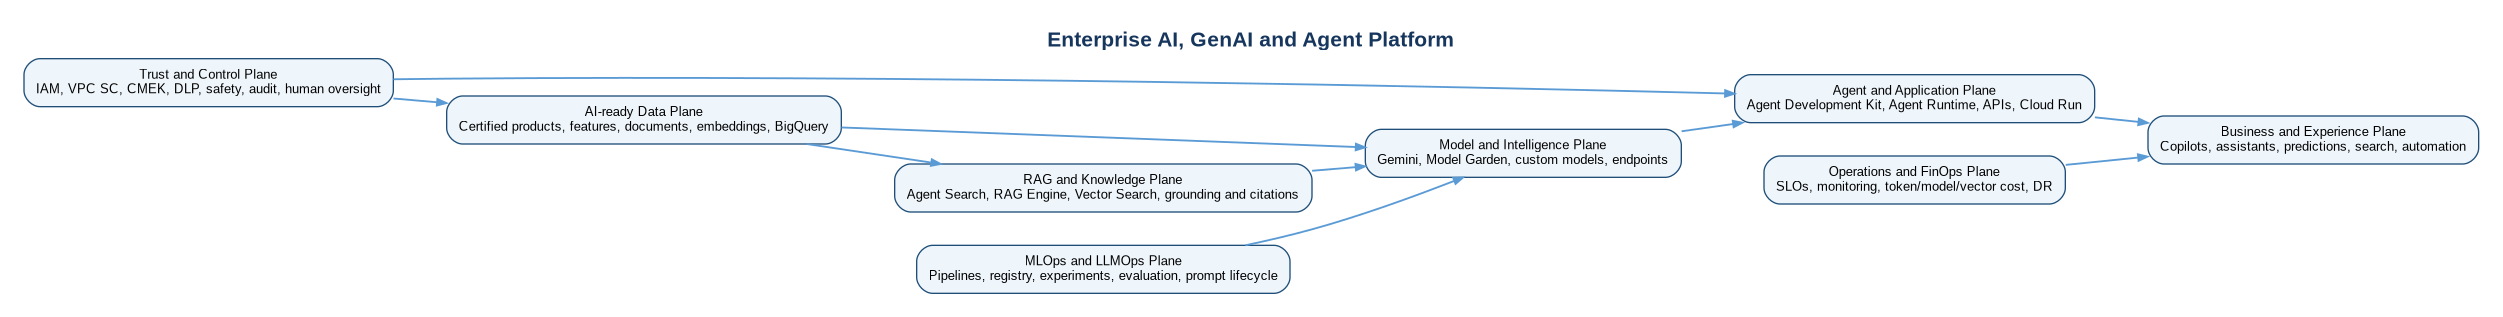 Enterprise AI, GenAI and Agent Platform
Trust and Control Plane
IAM, VPC SC, CMEK, DLP, safety, audit, human oversight
AI-ready Data Plane
Certified products, features, documents, embeddings, BigQuery
RAG and Knowledge Plane
Agent Search, RAG Engine, Vector Search, grounding and citations
MLOps and LLMOps Plane
Pipelines, registry, experiments, evaluation, prompt lifecycle
Model and Intelligence Plane
Gemini, Model Garden, custom models, endpoints
Agent and Application Plane
Agent Development Kit, Agent Runtime, APIs, Cloud Run
Operations and FinOps Plane
SLOs, monitoring, token/model/vector cost, DR
Business and Experience Plane
Copilots, assistants, predictions, search, automation